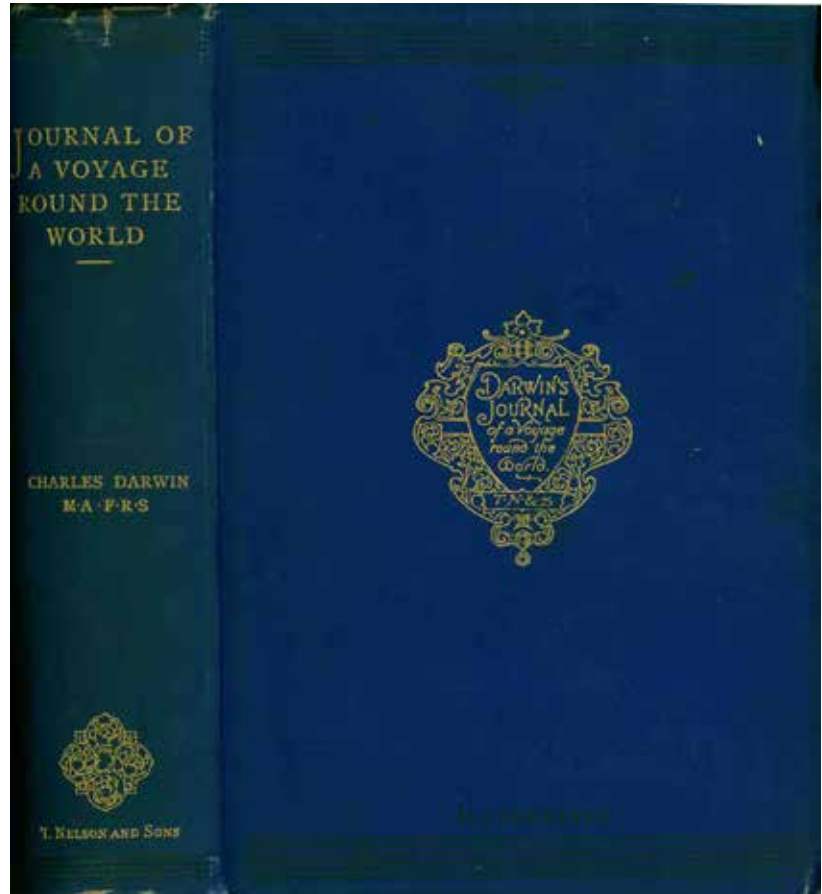 JOURNAL OF
A VOYAGE
ROUND THE
WORLD
CHARLES DARWIN
M·A·F·R·S
T. NELSON AND SONS
DARWIN'S
JOURNAL
of a Voyage
round the
World
T·N·&·S